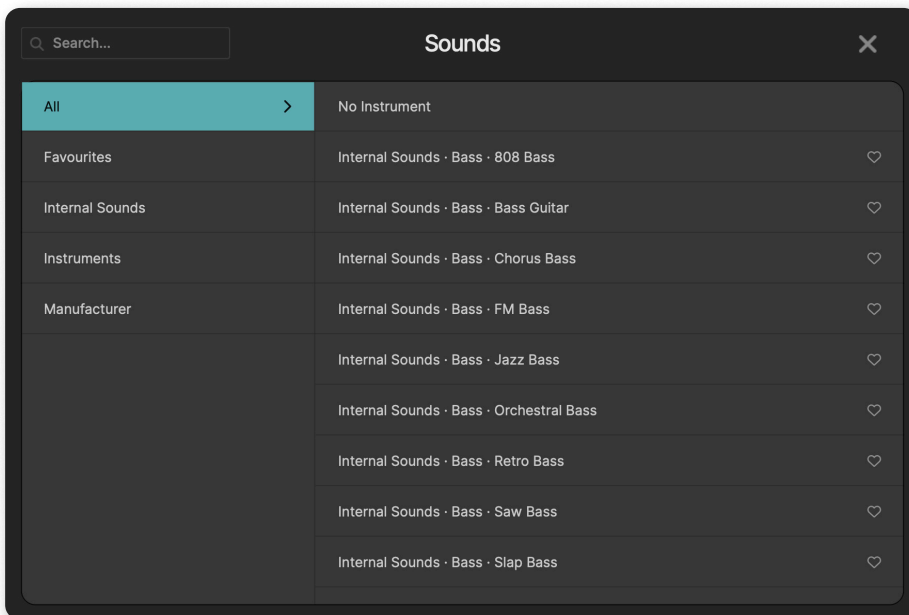 Search...
Sounds
All
Favourites
Internal Sounds
Instruments
Manufacturer
No Instrument
Internal Sounds · Bass · 808 Bass
Internal Sounds · Bass · Bass Guitar
Internal Sounds · Bass · Chorus Bass
Internal Sounds · Bass · FM Bass
Internal Sounds · Bass · Jazz Bass
Internal Sounds · Bass · Orchestral Bass
Internal Sounds · Bass · Retro Bass
Internal Sounds · Bass · Saw Bass
Internal Sounds · Bass · Slap Bass